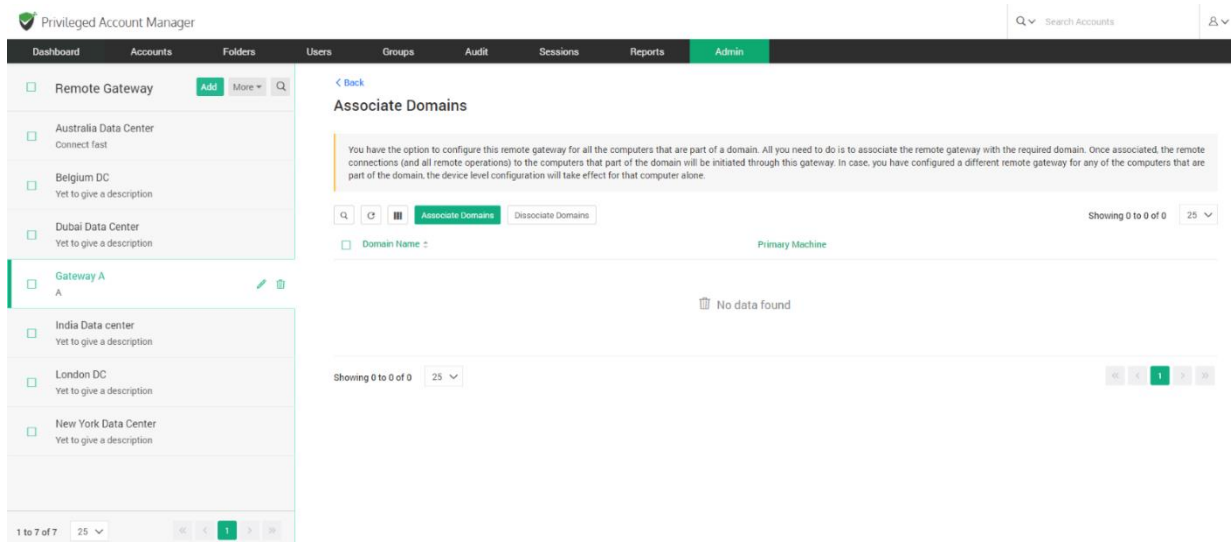 Privileged Account Manager
Search Accounts
Dashboard Accounts Folders Users Groups Audit Sessions Reports Admin
Remote Gateway Add More
Australia Data Center
Connect fast
Belgium DC
Yet to give a description
Dubai Data Center
Yet to give a description
Gateway A
A
India Data center
Yet to give a description
London DC
Yet to give a description
New York Data Center
Yet to give a description
1 to 7 of 7 25 « < 1 > »
< Back
Associate Domains
You have the option to configure this remote gateway for all the computers that are part of a domain. All you need to do is to associate the remote gateway with the required domain. Once associated, the remote
connections (and all remote operations) to the computers that part of the domain will be initiated through this gateway. In case, you have configured a different remote gateway for any of the computers that are
part of the domain, the device level configuration will take effect for that computer alone.
Associate Domains Dissociate Domains Showing 0 to 0 of 0 25
Domain Name Primary Machine
No data found
Showing 0 to 0 of 0 25 « < 1 > »